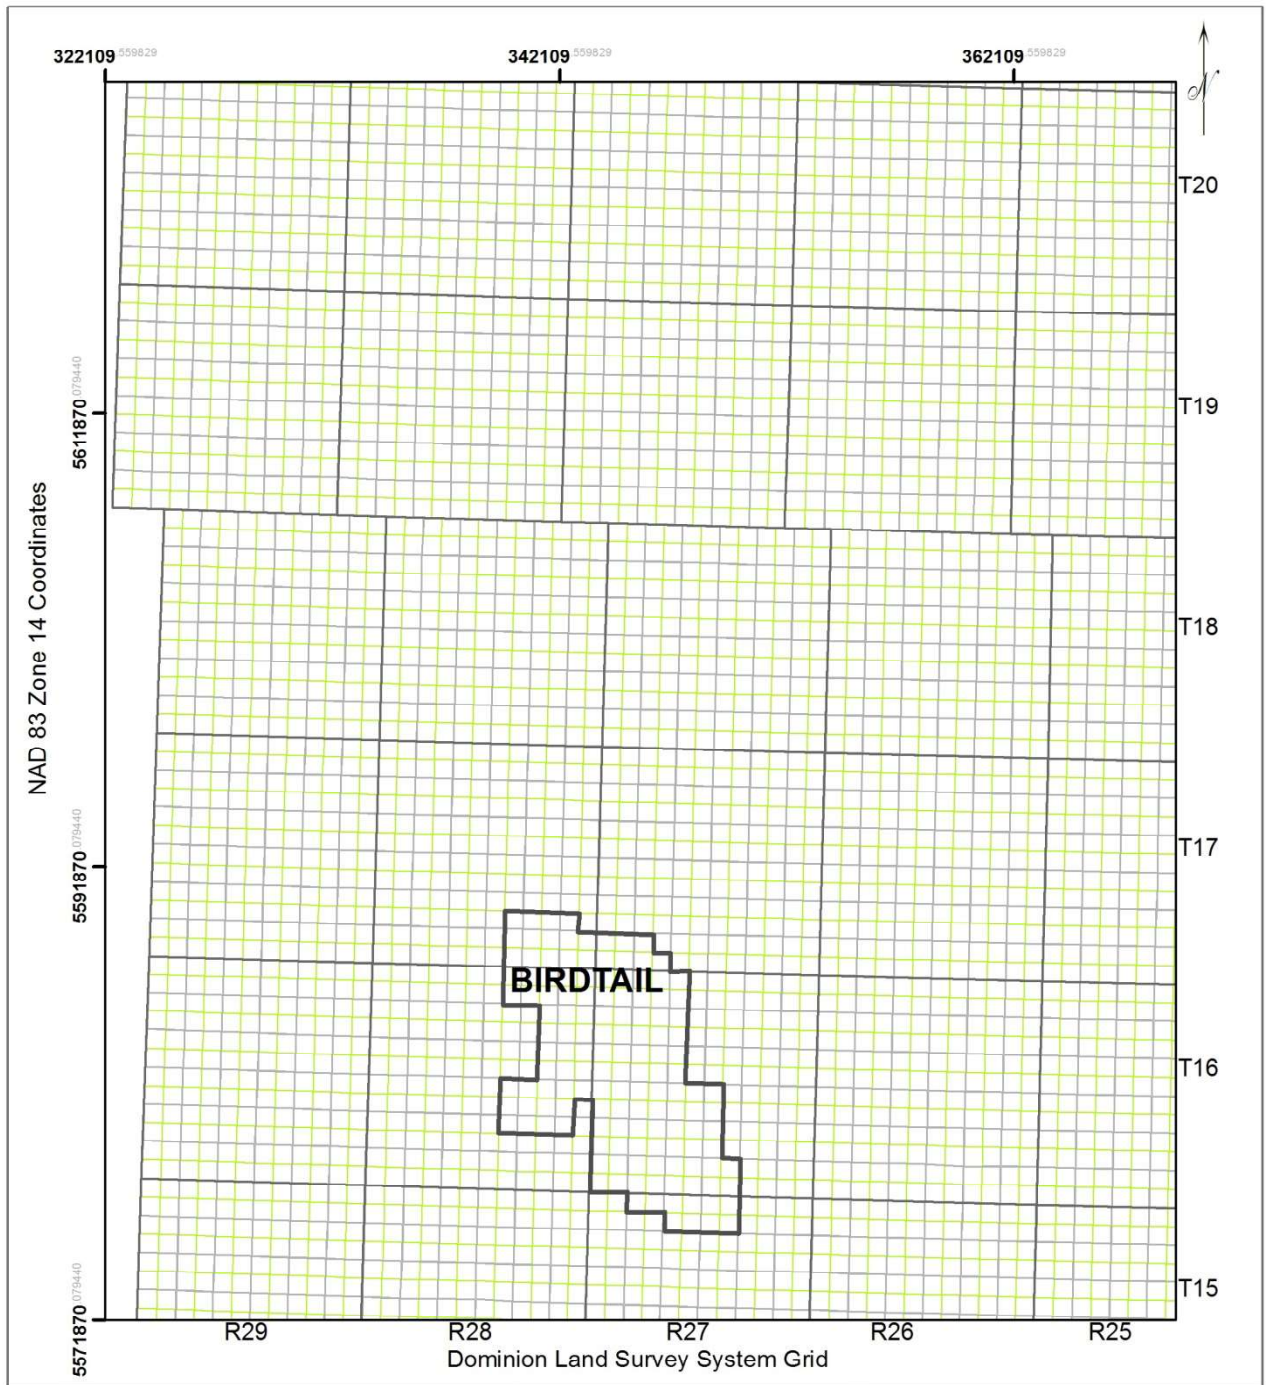 322109.559829 342109.559829 362109.559829
N
T20
5611870.079440
T19
NAD 83 Zone 14 Coordinates
T18
5591870.079440
T17
BIRDTAIL
T16
5571870.079440
T15
R29 R28 R27 R26 R25
Dominion Land Survey System Grid